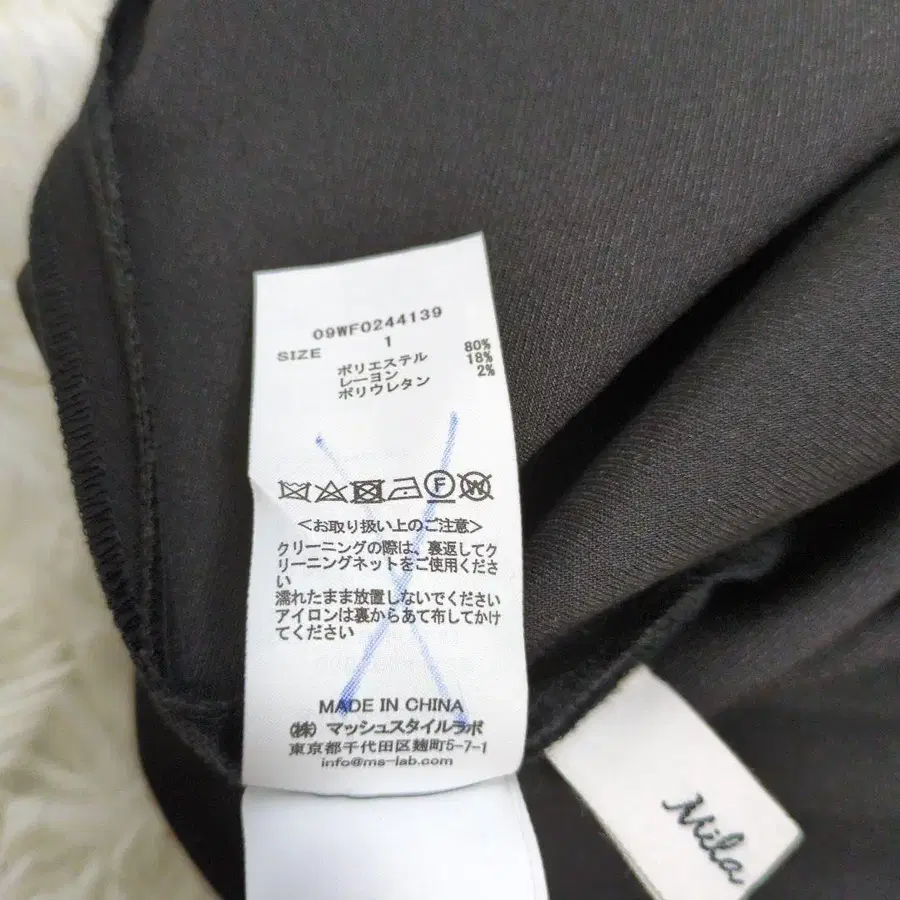 09WF0244139
SIZE 1
ポリエステル 80%
レーヨン 18%
ポリウレタン 2%
F
W
<お取り扱い上のご注意>
クリーニングの際は、裏返してク
リーニングネットをご使用くださ
い
濡れたまま放置しないでください
アイロンは裏からあて布してかけ
てください
MADE IN CHINA
㈱ マッシュスタイルラボ
東京都千代田区麹町5-7-1
info@ms-lab.com
Mila